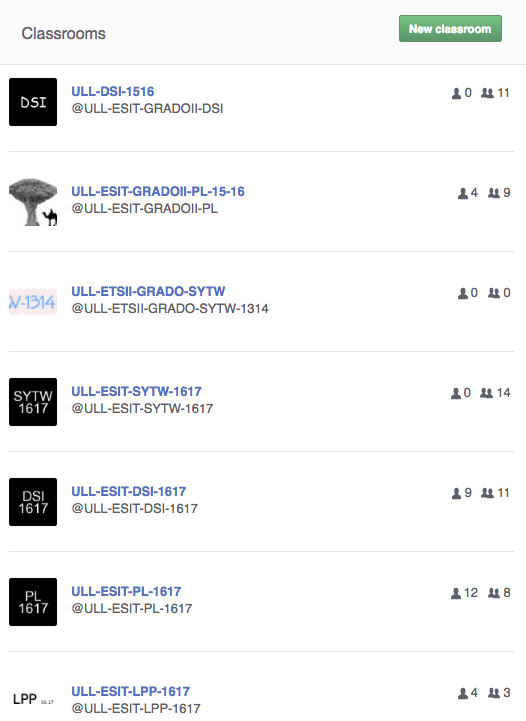 Classrooms
New classroom
DSI
ULL-DSI-1516
@ULL-ESIT-GRADOII-DSI
0 11
ULL-ESIT-GRADOII-PL-15-16
@ULL-ESIT-GRADOII-PL
4 9
V-1314
ULL-ETSII-GRADO-SYTW
@ULL-ETSII-GRADO-SYTW-1314
0 0
SYTW
1617
ULL-ESIT-SYTW-1617
@ULL-ESIT-SYTW-1617
0 14
DSI
1617
ULL-ESIT-DSI-1617
@ULL-ESIT-DSI-1617
9 11
PL
1617
ULL-ESIT-PL-1617
@ULL-ESIT-PL-1617
12 8
LPP 16.17
ULL-ESIT-LPP-1617
@ULL-ESIT-LPP-1617
4 3